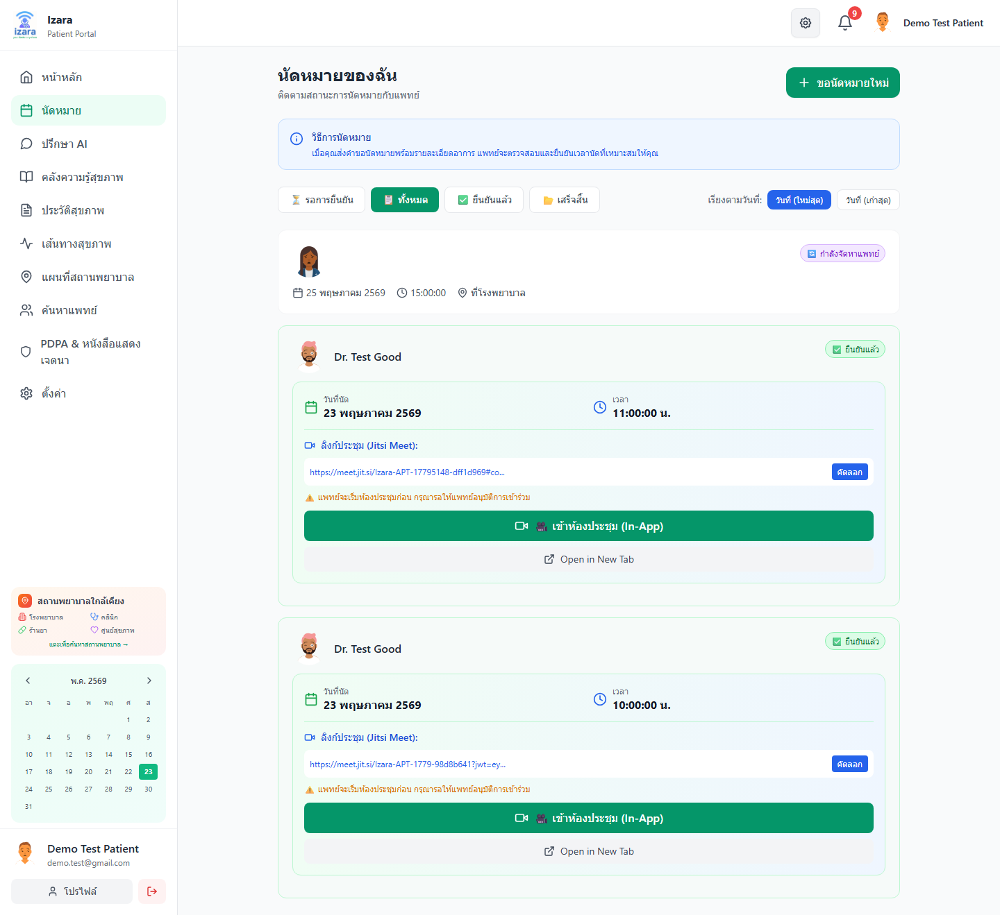 izara
Izara
Patient Portal
9
Demo Test Patient
หน้าหลัก
นัดหมาย
ปรึกษา AI
คลังความรู้สุขภาพ
ประวัติสุขภาพ
เส้นทางสุขภาพ
แผนที่สถานพยาบาล
ค้นหาแพทย์
PDPA & หนังสือแสดง
เจตนา
ตั้งค่า
สถานพยาบาลใกล้เคียง
โรงพยาบาล คลินิก
ร้านยา ศูนย์สุขภาพ
แตะเพื่อค้นหาสถานพยาบาล →
พ.ค. 2569
อา จ อ พ พฤ ศ ส
1 2
3 4 5 6 7 8 9
10 11 12 13 14 15 16
17 18 19 20 21 22 23
24 25 26 27 28 29 30
31
Demo Test Patient
demo.test@gmail.com
โปรไฟล์
นัดหมายของฉัน
ติดตามสถานะการนัดหมายกับแพทย์
ขอนัดหมายใหม่
วิธีการนัดหมาย
เมื่อคุณส่งคำขอนัดหมายพร้อมรายละเอียดอาการ แพทย์จะตรวจสอบและยืนยันเวลานัดที่เหมาะสมให้คุณ
รอการยืนยัน ทั้งหมด ยืนยันแล้ว เสร็จสิ้น
เรียงตามวันที่: วันที่ (ใหม่สุด) วันที่ (เก่าสุด)
กำลังจัดหาแพทย์
25 พฤษภาคม 2569 15:00:00 ที่โรงพยาบาล
Dr. Test Good
ยืนยันแล้ว
วันที่นัด
23 พฤษภาคม 2569
เวลา
11:00:00 น.
ลิงก์ประชุม (Jitsi Meet):
https://meet.jit.si/Izara-APT-17795148-dff1d969#co...
คัดลอก
แพทย์จะเริ่มห้องประชุมก่อน กรุณารอให้แพทย์อนุมัติการเข้าร่วม
เข้าห้องประชุม (In-App)
Open in New Tab
Dr. Test Good
ยืนยันแล้ว
วันที่นัด
23 พฤษภาคม 2569
เวลา
10:00:00 น.
ลิงก์ประชุม (Jitsi Meet):
https://meet.jit.si/Izara-APT-1779-98d8b641?jwt=ey...
คัดลอก
แพทย์จะเริ่มห้องประชุมก่อน กรุณารอให้แพทย์อนุมัติการเข้าร่วม
เข้าห้องประชุม (In-App)
Open in New Tab